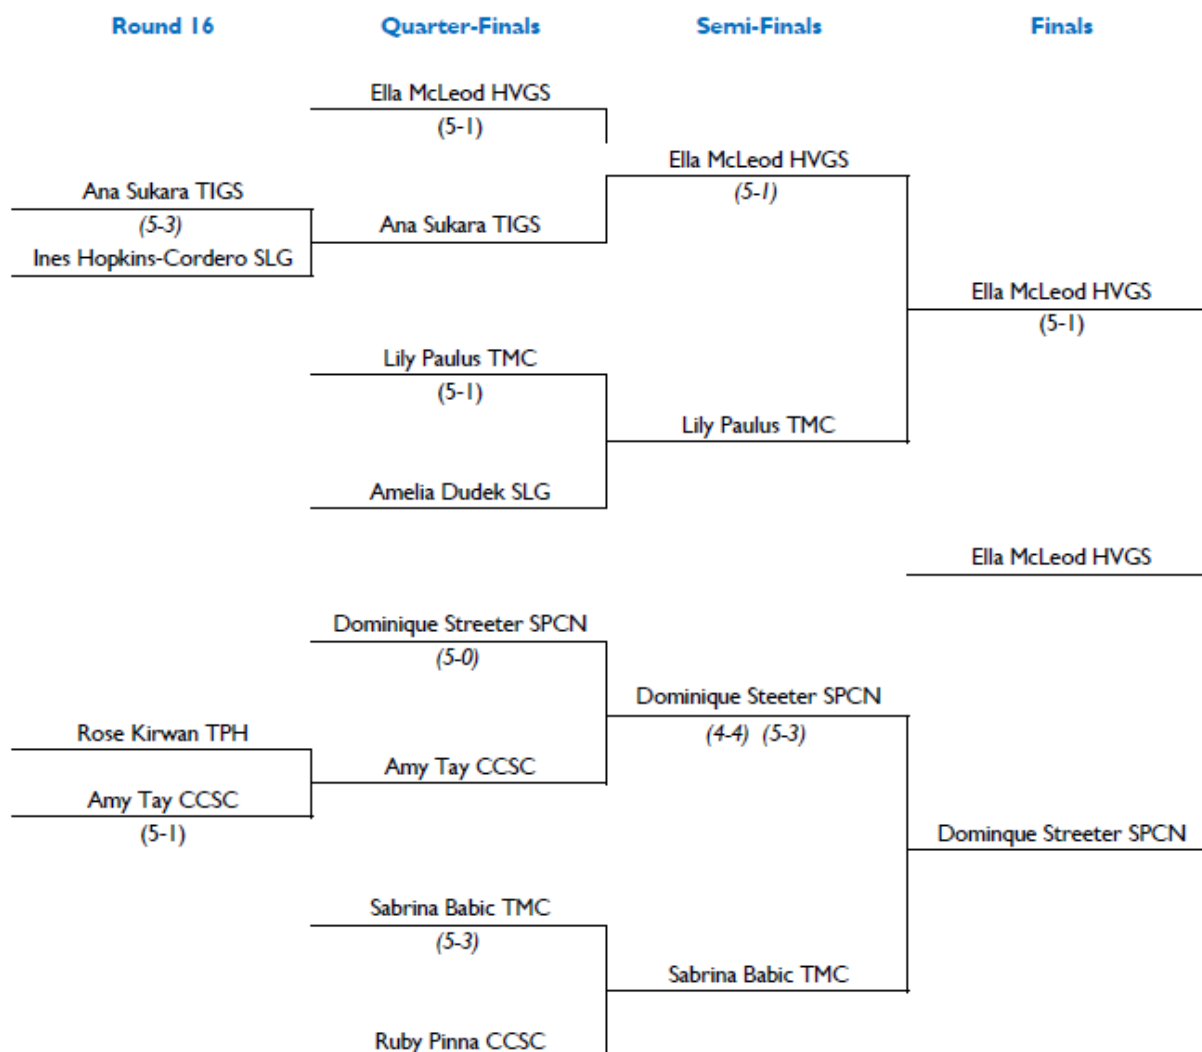 Round 16 Quarter-Finals Semi-Finals Finals
Ella McLeod HVGS
(5-1)
Ella McLeod HVGS
(5-1)
Ana Sukara TIGS
(5-3)
Ana Sukara TIGS
Ines Hopkins-Cordero SLG
Ella McLeod HVGS
(5-1)
Lily Paulus TMC
(5-1)
Lily Paulus TMC
Amelia Dudek SLG
Ella McLeod HVGS
Dominique Streeter SPCN
(5-0)
Dominique Steeter SPCN
(4-4) (5-3)
Rose Kirwan TPH
Amy Tay CCSC
Amy Tay CCSC
(5-1)
Dominque Streeter SPCN
Sabrina Babic TMC
(5-3)
Sabrina Babic TMC
Ruby Pinna CCSC